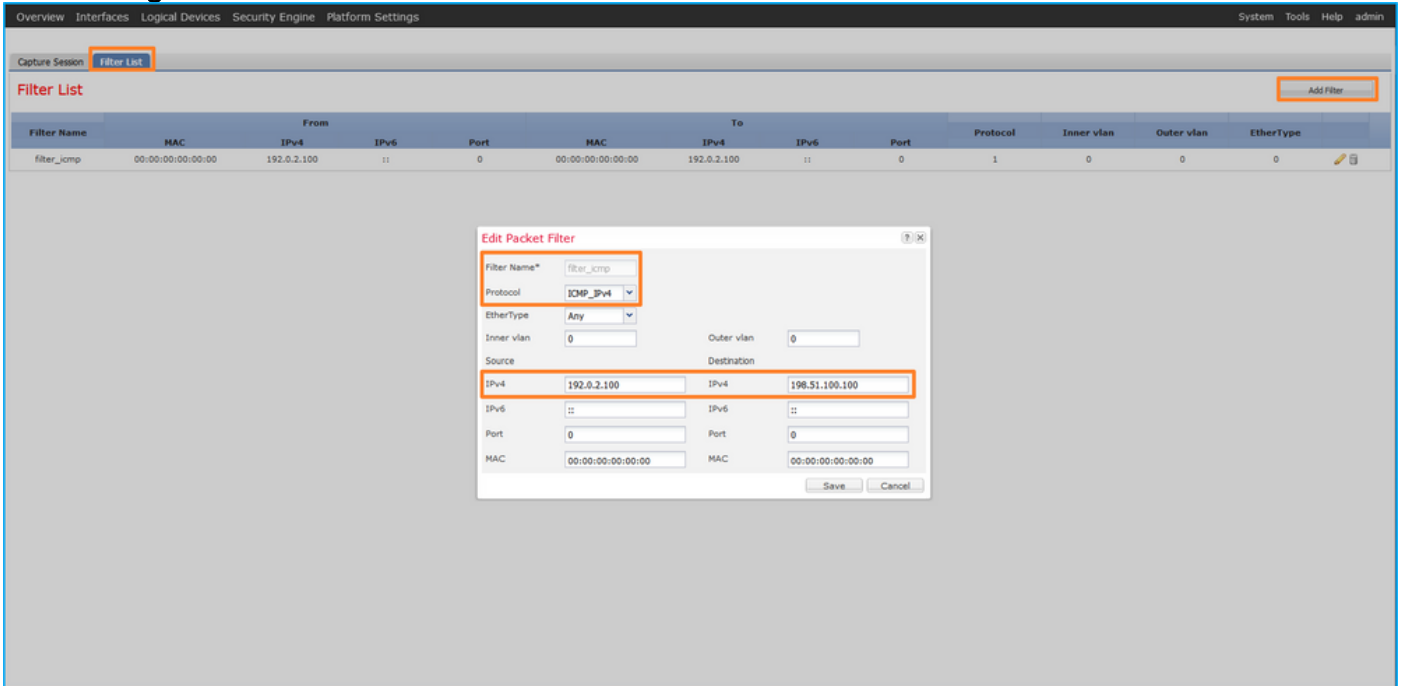 Overview Interfaces Logical Devices Security Engine Platform Settings System Tools Help admin
Capture Session Filter List
Filter List Add Filter
Filter Name From To Protocol Inner vlan Outer vlan EtherType
MAC IPv4 IPv6 Port MAC IPv4 IPv6 Port
filter_icmp 00:00:00:00:00:00 192.0.2.100 :: 0 00:00:00:00:00:00 192.0.2.100 :: 0 1 0 0 0
Edit Packet Filter ?
Filter Name* filter_icmp
Protocol ICMP_IPv4
EtherType Any
Inner vlan 0 Outer vlan 0
Source Destination
IPv4 192.0.2.100 IPv4 198.51.100.100
IPv6 :: IPv6 ::
Port 0 Port 0
MAC 00:00:00:00:00:00 MAC 00:00:00:00:00:00
Save Cancel